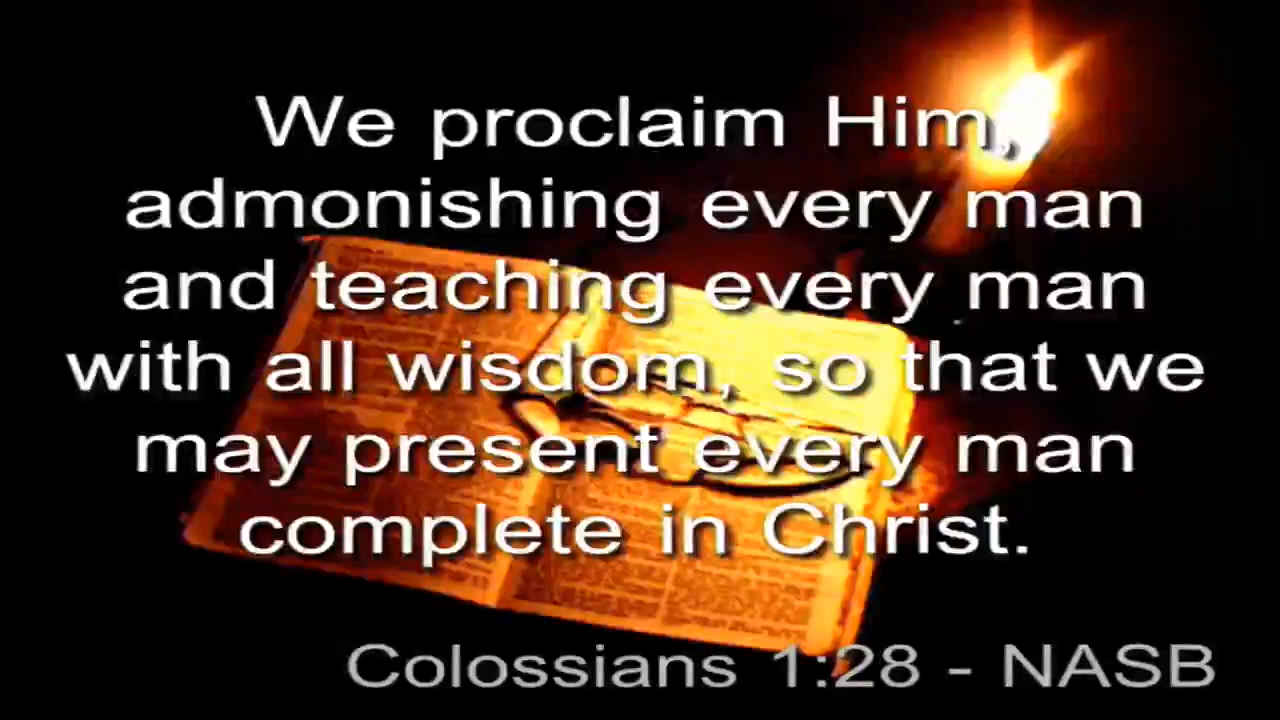 We proclaim Him,
admonishing every man
and teaching every man
with all wisdom, so that we
may present every man
complete in Christ.
Colossians 1:28 - NASB